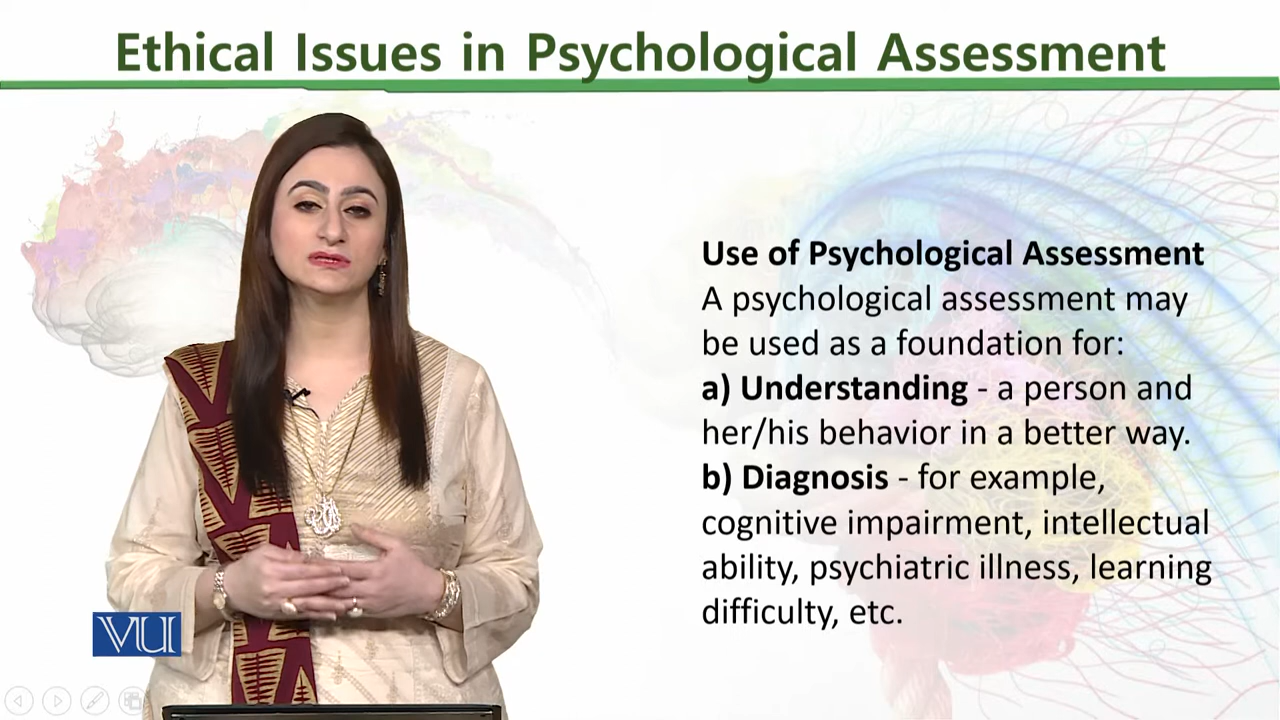 Ethical Issues in Psychological Assessment
Use of Psychological Assessment
A psychological assessment may
be used as a foundation for:
a) Understanding - a person and
her/his behavior in a better way.
b) Diagnosis - for example,
cognitive impairment, intellectual
ability, psychiatric illness, learning
difficulty, etc.
VU